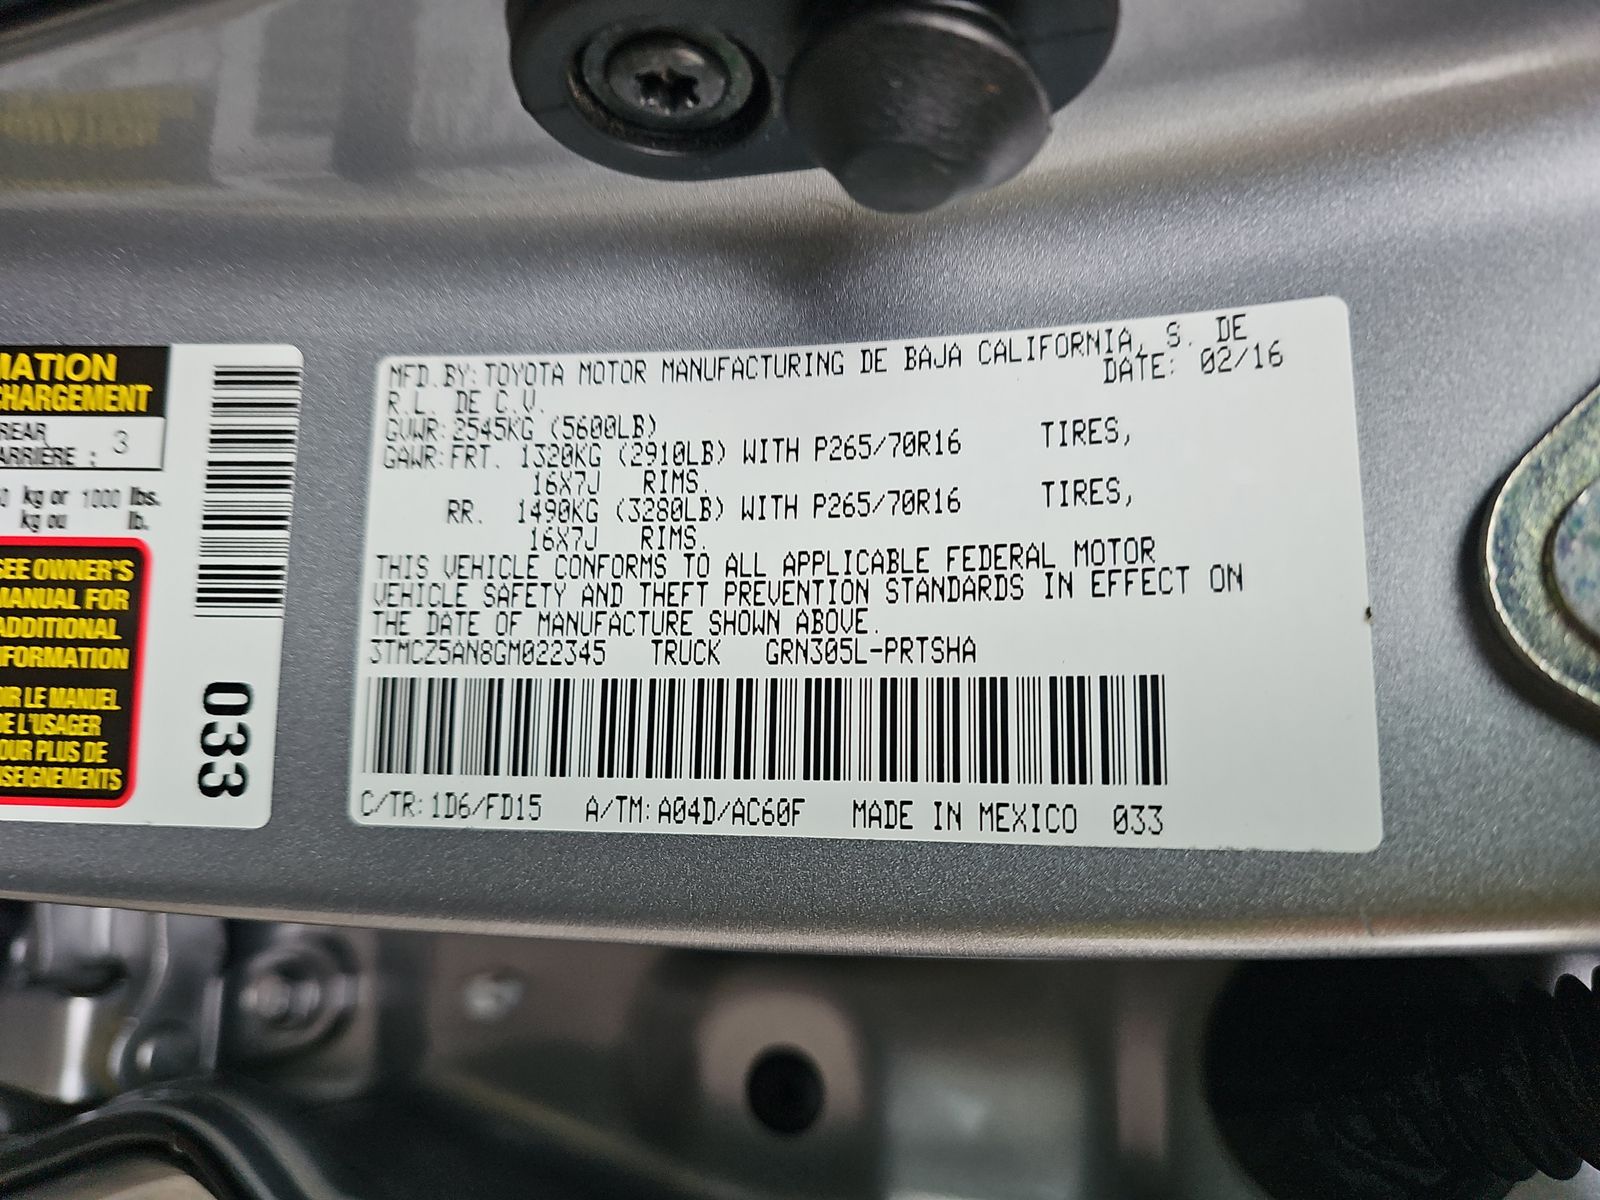 MATION
CHARGEMENT
REAR
ARRIÈRE : 3
0 kg or 1000 lbs.
kg ou lb.
SEE OWNER'S
MANUAL FOR
ADDITIONAL
NFORMATION
OIR LE MANUEL
DE L'USAGER
OUR PLUS DE
NSEIGNEMENTS
033
MFD.BY:TOYOTA MOTOR MANUFACTURING DE BAJA CALIFORNIA, S. DE
R.L. DE C.V. DATE: 02/16
GVWR:2545KG (5600LB)
GAWR:FRT. 1320KG (2910LB) WITH P265/70R16 TIRES,
16X7J RIMS.
RR. 1490KG (3280LB) WITH P265/70R16 TIRES,
16X7J RIMS.
THIS VEHICLE CONFORMS TO ALL APPLICABLE FEDERAL MOTOR
VEHICLE SAFETY AND THEFT PREVENTION STANDARDS IN EFFECT ON
THE DATE OF MANUFACTURE SHOWN ABOVE.
3TMCZ5AN8GM022345 TRUCK GRN305L-PRTSHA
C/TR:1D6/FD15 A/TM:A04D/AC60F MADE IN MEXICO 033